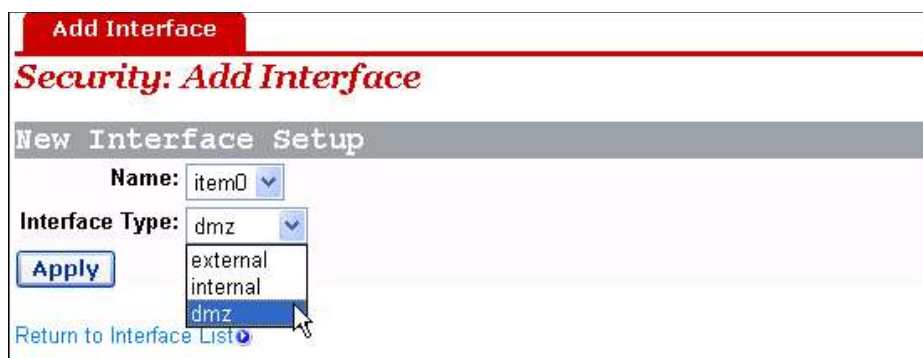 Add Interface
Security: Add Interface
New Interface Setup
Name: item0
Interface Type: dmz
external
internal
dmz
Apply
Return to Interface List